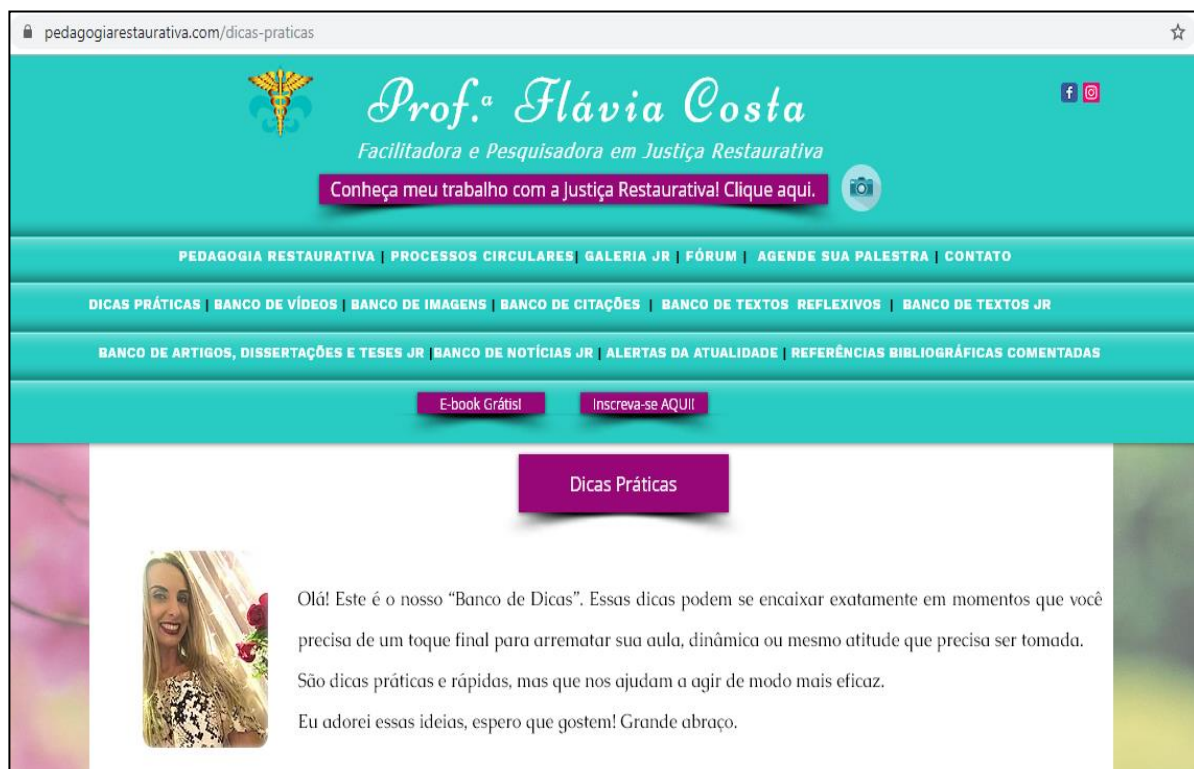 pedagogiarestaurativa.com/dicas-praticas
Prof.ª Flávia Costa
Facilitadora e Pesquisadora em Justiça Restaurativa
Conheça meu trabalho com a Justiça Restaurativa! Clique aqui.
PEDAGOGIA RESTAURATIVA | PROCESSOS CIRCULARES| GALERIA JR | FÓRUM | AGENDE SUA PALESTRA | CONTATO
DICAS PRÁTICAS | BANCO DE VÍDEOS | BANCO DE IMAGENS | BANCO DE CITAÇÕES | BANCO DE TEXTOS REFLEXIVOS | BANCO DE TEXTOS JR
BANCO DE ARTIGOS, DISSERTAÇÕES E TESES JR |BANCO DE NOTÍCIAS JR | ALERTAS DA ATUALIDADE | REFERÊNCIAS BIBLIOGRÁFICAS COMENTADAS
E-book Grátis! Inscreva-se AQUI!
Dicas Práticas
Olá! Este é o nosso “Banco de Dicas”. Essas dicas podem se encaixar exatamente em momentos que você
precisa de um toque final para arrematar sua aula, dinâmica ou mesmo atitude que precisa ser tomada.
São dicas práticas e rápidas, mas que nos ajudam a agir de modo mais eficaz.
Eu adorei essas ideias, espero que gostem! Grande abraço.